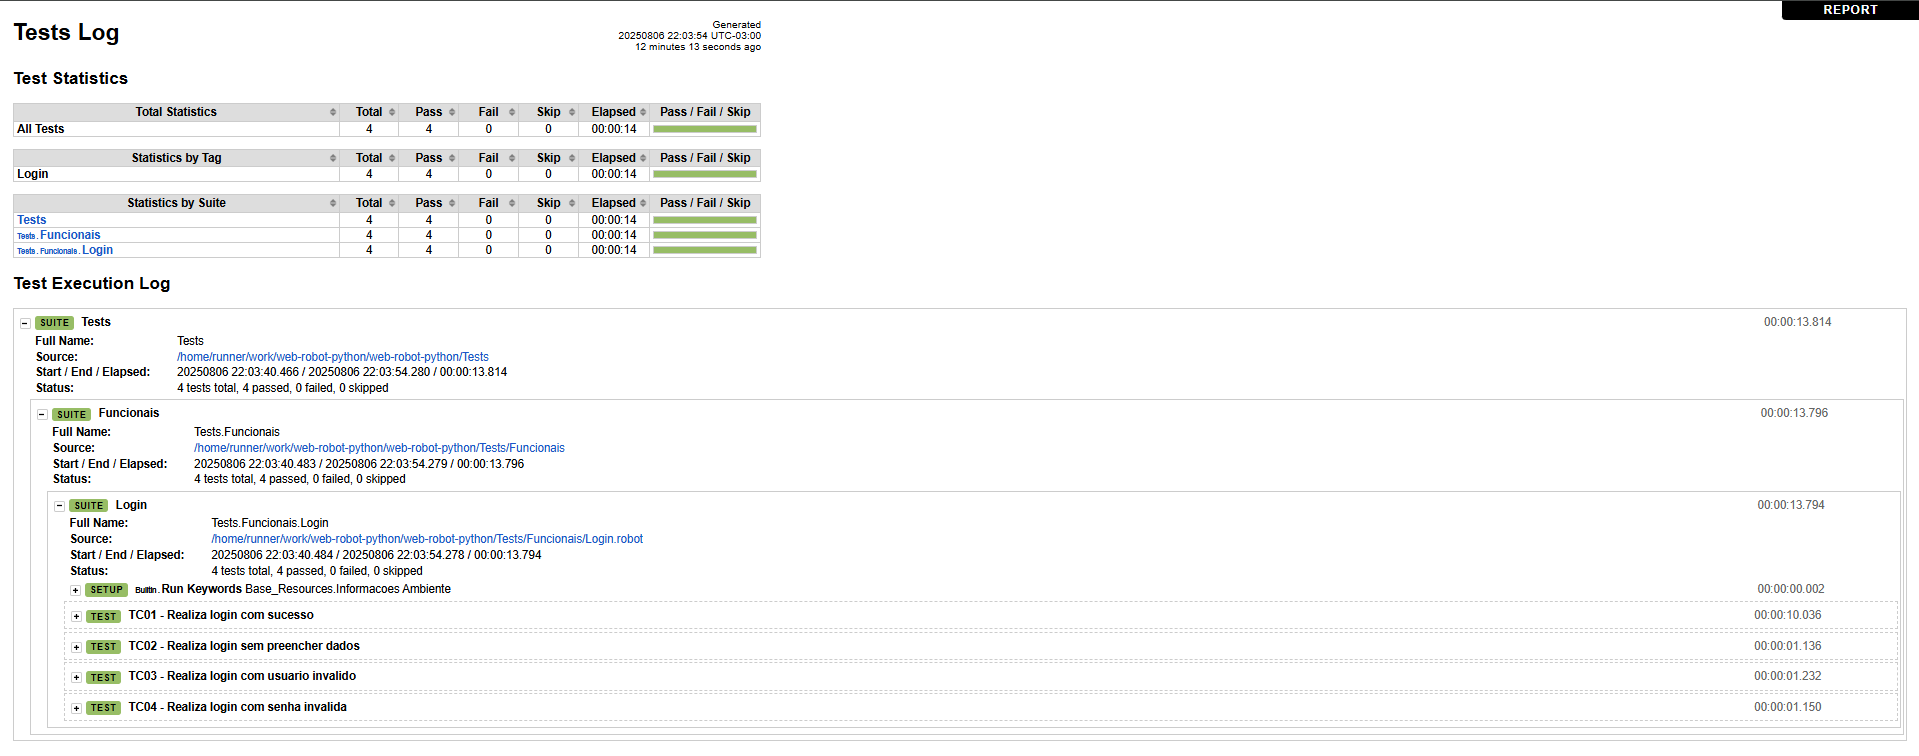 REPORT
Tests Log
Generated
20250806 22:03:54 UTC-03:00
12 minutes 13 seconds ago
Test Statistics
Total Statistics Total Pass Fail Skip Elapsed Pass / Fail / Skip
All Tests 4 4 0 0 00:00:14
Statistics by Tag Total Pass Fail Skip Elapsed Pass / Fail / Skip
Login 4 4 0 0 00:00:14
Statistics by Suite Total Pass Fail Skip Elapsed Pass / Fail / Skip
Tests 4 4 0 0 00:00:14
Tests . Funcionais 4 4 0 0 00:00:14
Tests . Funcionais . Login 4 4 0 0 00:00:14
Test Execution Log
SUITE Tests 00:00:13.814
Full Name: Tests
Source: /home/runner/work/web-robot-python/web-robot-python/Tests
Start / End / Elapsed: 20250806 22:03:40.466 / 20250806 22:03:54.280 / 00:00:13.814
Status: 4 tests total, 4 passed, 0 failed, 0 skipped
SUITE Funcionais 00:00:13.796
Full Name: Tests.Funcionais
Source: /home/runner/work/web-robot-python/web-robot-python/Tests/Funcionais
Start / End / Elapsed: 20250806 22:03:40.483 / 20250806 22:03:54.279 / 00:00:13.796
Status: 4 tests total, 4 passed, 0 failed, 0 skipped
SUITE Login 00:00:13.794
Full Name: Tests.Funcionais.Login
Source: /home/runner/work/web-robot-python/web-robot-python/Tests/Funcionais/Login.robot
Start / End / Elapsed: 20250806 22:03:40.484 / 20250806 22:03:54.278 / 00:00:13.794
Status: 4 tests total, 4 passed, 0 failed, 0 skipped
SETUP BuiltIn . Run Keywords Base_Resources.Informacoes Ambiente 00:00:00.002
TEST TC01 - Realiza login com sucesso 00:00:10.036
TEST TC02 - Realiza login sem preencher dados 00:00:01.136
TEST TC03 - Realiza login com usuario invalido 00:00:01.232
TEST TC04 - Realiza login com senha invalida 00:00:01.150